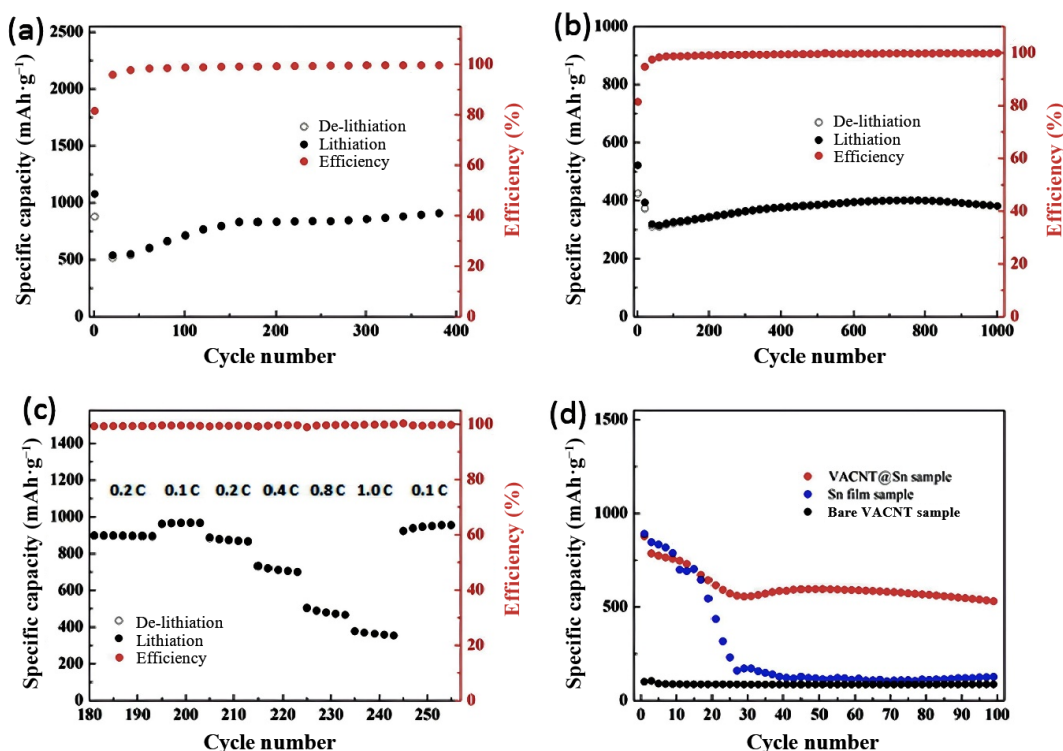 (a)
Specific capacity (mAh·g⁻¹)
2500
2250
1750
1500
1000
500
0
De-lithiation
Lithiation
Efficiency
100
80
60
40
20
0
Efficiency (%)
0 100 200 300 400
Cycle number
(b)
Specific capacity (mAh·g⁻¹)
1000
800
600
400
200
0
De-lithiation
Lithiation
Efficiency
100
80
60
40
20
0
Efficiency (%)
0 200 400 600 800 1000
Cycle number
(c)
Specific capacity (mAh·g⁻¹)
1400
1200
1000
800
600
400
200
0
0.2 C 0.1 C 0.2 C 0.4 C 0.8 C 1.0 C 0.1 C
De-lithiation
Lithiation
Efficiency
100
80
60
40
20
0
Efficiency (%)
180 190 200 210 220 230 240 250
Cycle number
(d)
Specific capacity (mAh·g⁻¹)
1500
1000
500
0
VACNT@Sn sample
Sn film sample
Bare VACNT sample
0 10 20 30 40 50 60 70 80 90 100
Cycle number